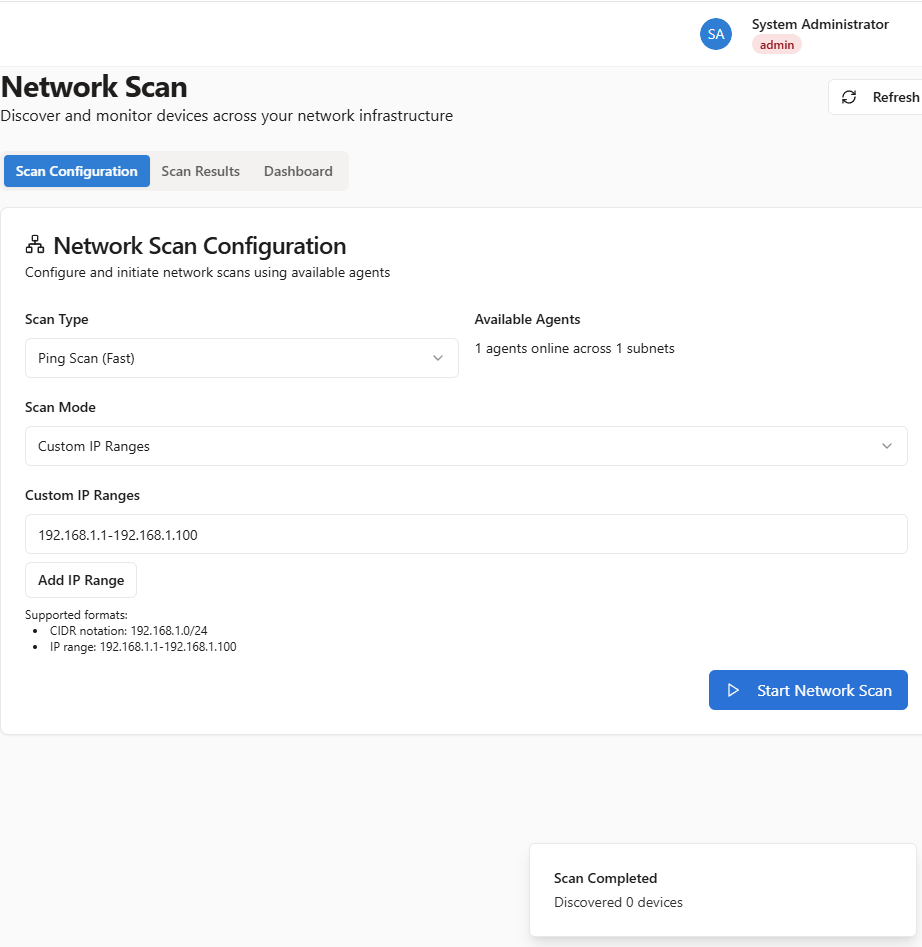 SA
System Administrator
admin
Network Scan
Discover and monitor devices across your network infrastructure
Refresh
Scan Configuration
Scan Results
Dashboard
Network Scan Configuration
Configure and initiate network scans using available agents
Scan Type
Available Agents
Ping Scan (Fast)
1 agents online across 1 subnets
Scan Mode
Custom IP Ranges
Custom IP Ranges
192.168.1.1-192.168.1.100
Add IP Range
Supported formats:
• CIDR notation: 192.168.1.0/24
• IP range: 192.168.1.1-192.168.1.100
Start Network Scan
Scan Completed
Discovered 0 devices